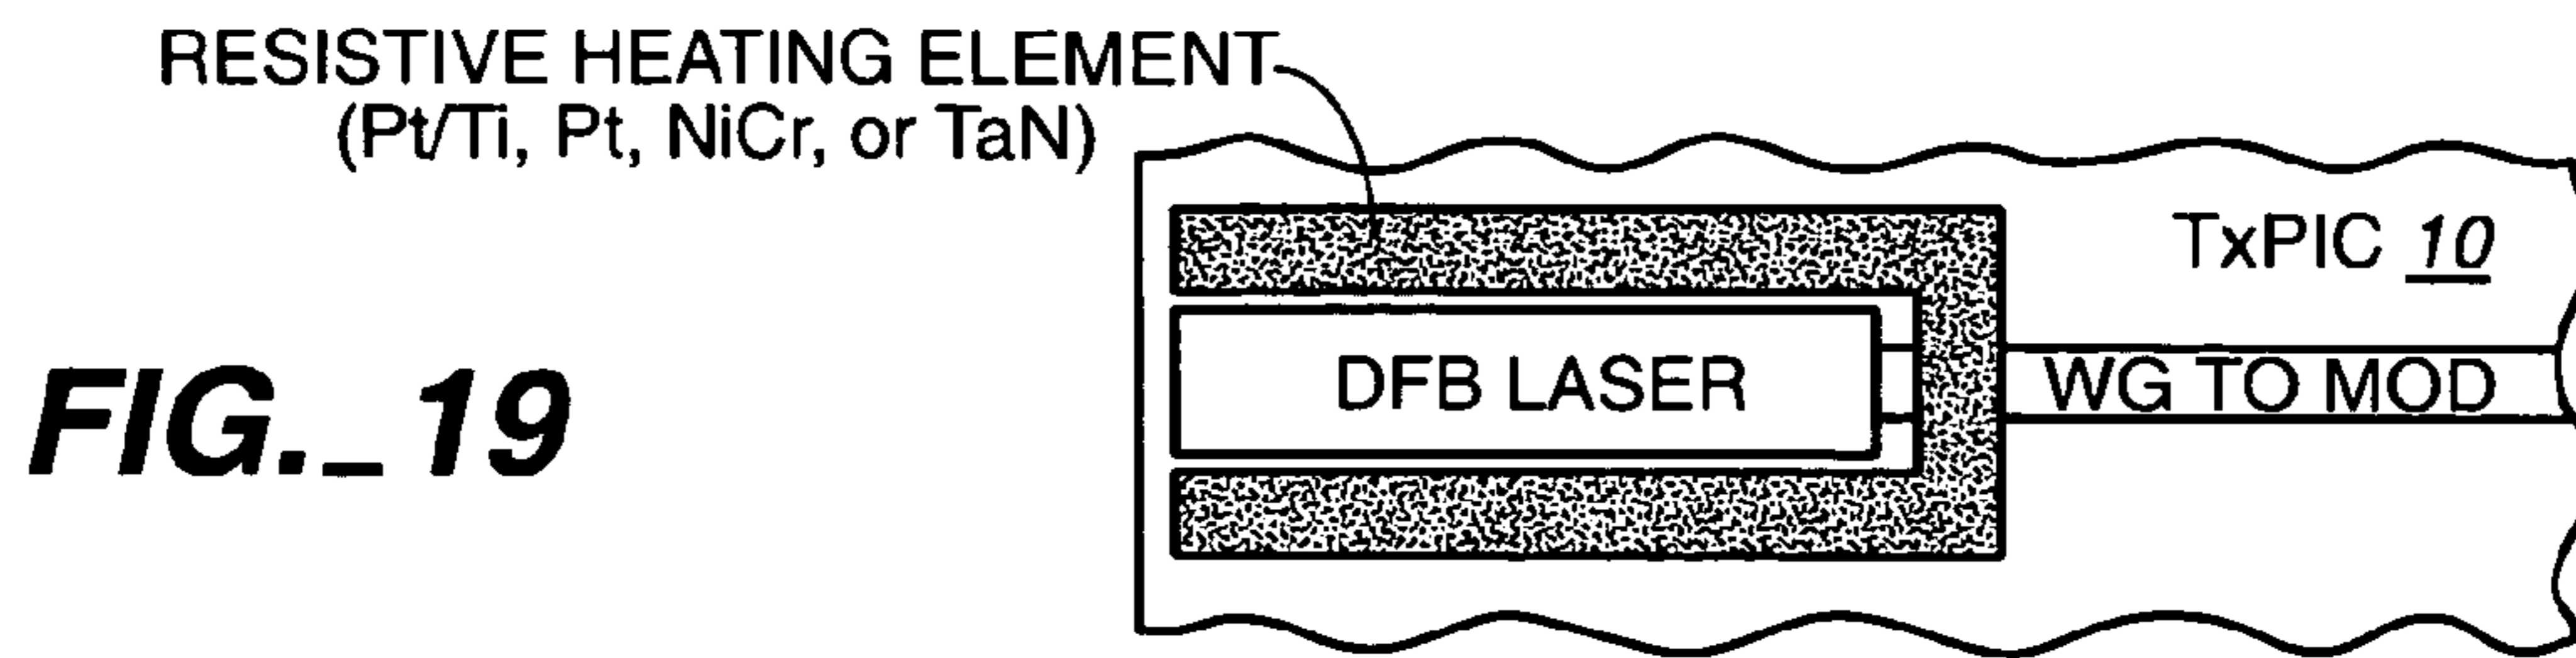 RESISTIVE HEATING ELEMENT
(Pt/Ti, Pt, NiCr, or TaN)
TxPIC 10
DFB LASER
WG TO MOD
FIG._19